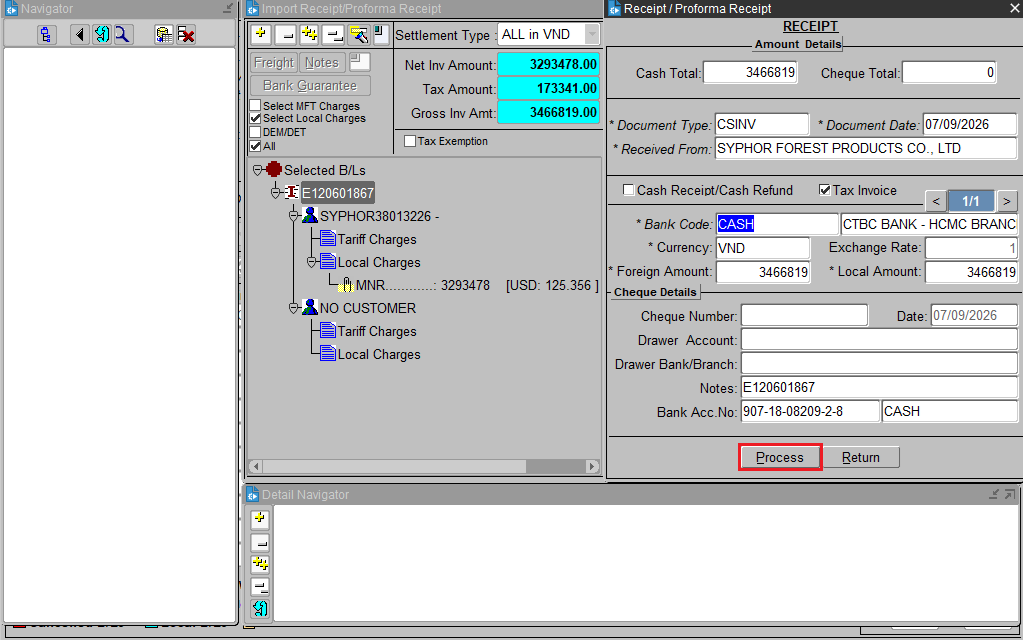 Navigator
Import Receipt/Proforma Receipt
Settlement Type : ALL in VND
Freight Notes
Bank Guarantee
Net Inv Amount: 3293478.00
Tax Amount: 173341.00
Gross Inv Amt: 3466819.00
Select MFT Charges
Select Local Charges
DEM/DET
All
Tax Exemption
Selected B/Ls
E120601867
SYPHOR38013226 -
Tariff Charges
Local Charges
MNR............: 3293478 [USD: 125.356 ]
NO CUSTOMER
Tariff Charges
Local Charges
Receipt / Proforma Receipt
RECEIPT
Amount Details
Cash Total: 3466819 Cheque Total: 0
* Document Type: CSINV * Document Date: 07/09/2026
* Received From: SYPHOR FOREST PRODUCTS CO., LTD
Cash Receipt/Cash Refund Tax Invoice
< 1/1 >
* Bank Code: CASH CTBC BANK - HCMC BRANC
* Currency: VND Exchange Rate: 1
* Foreign Amount: 3466819 * Local Amount: 3466819
Cheque Details
Cheque Number: Date: 07/09/2026
Drawer Account:
Drawer Bank/Branch:
Notes: E120601867
Bank Acc.No: 907-18-08209-2-8 CASH
Process Return
Detail Navigator